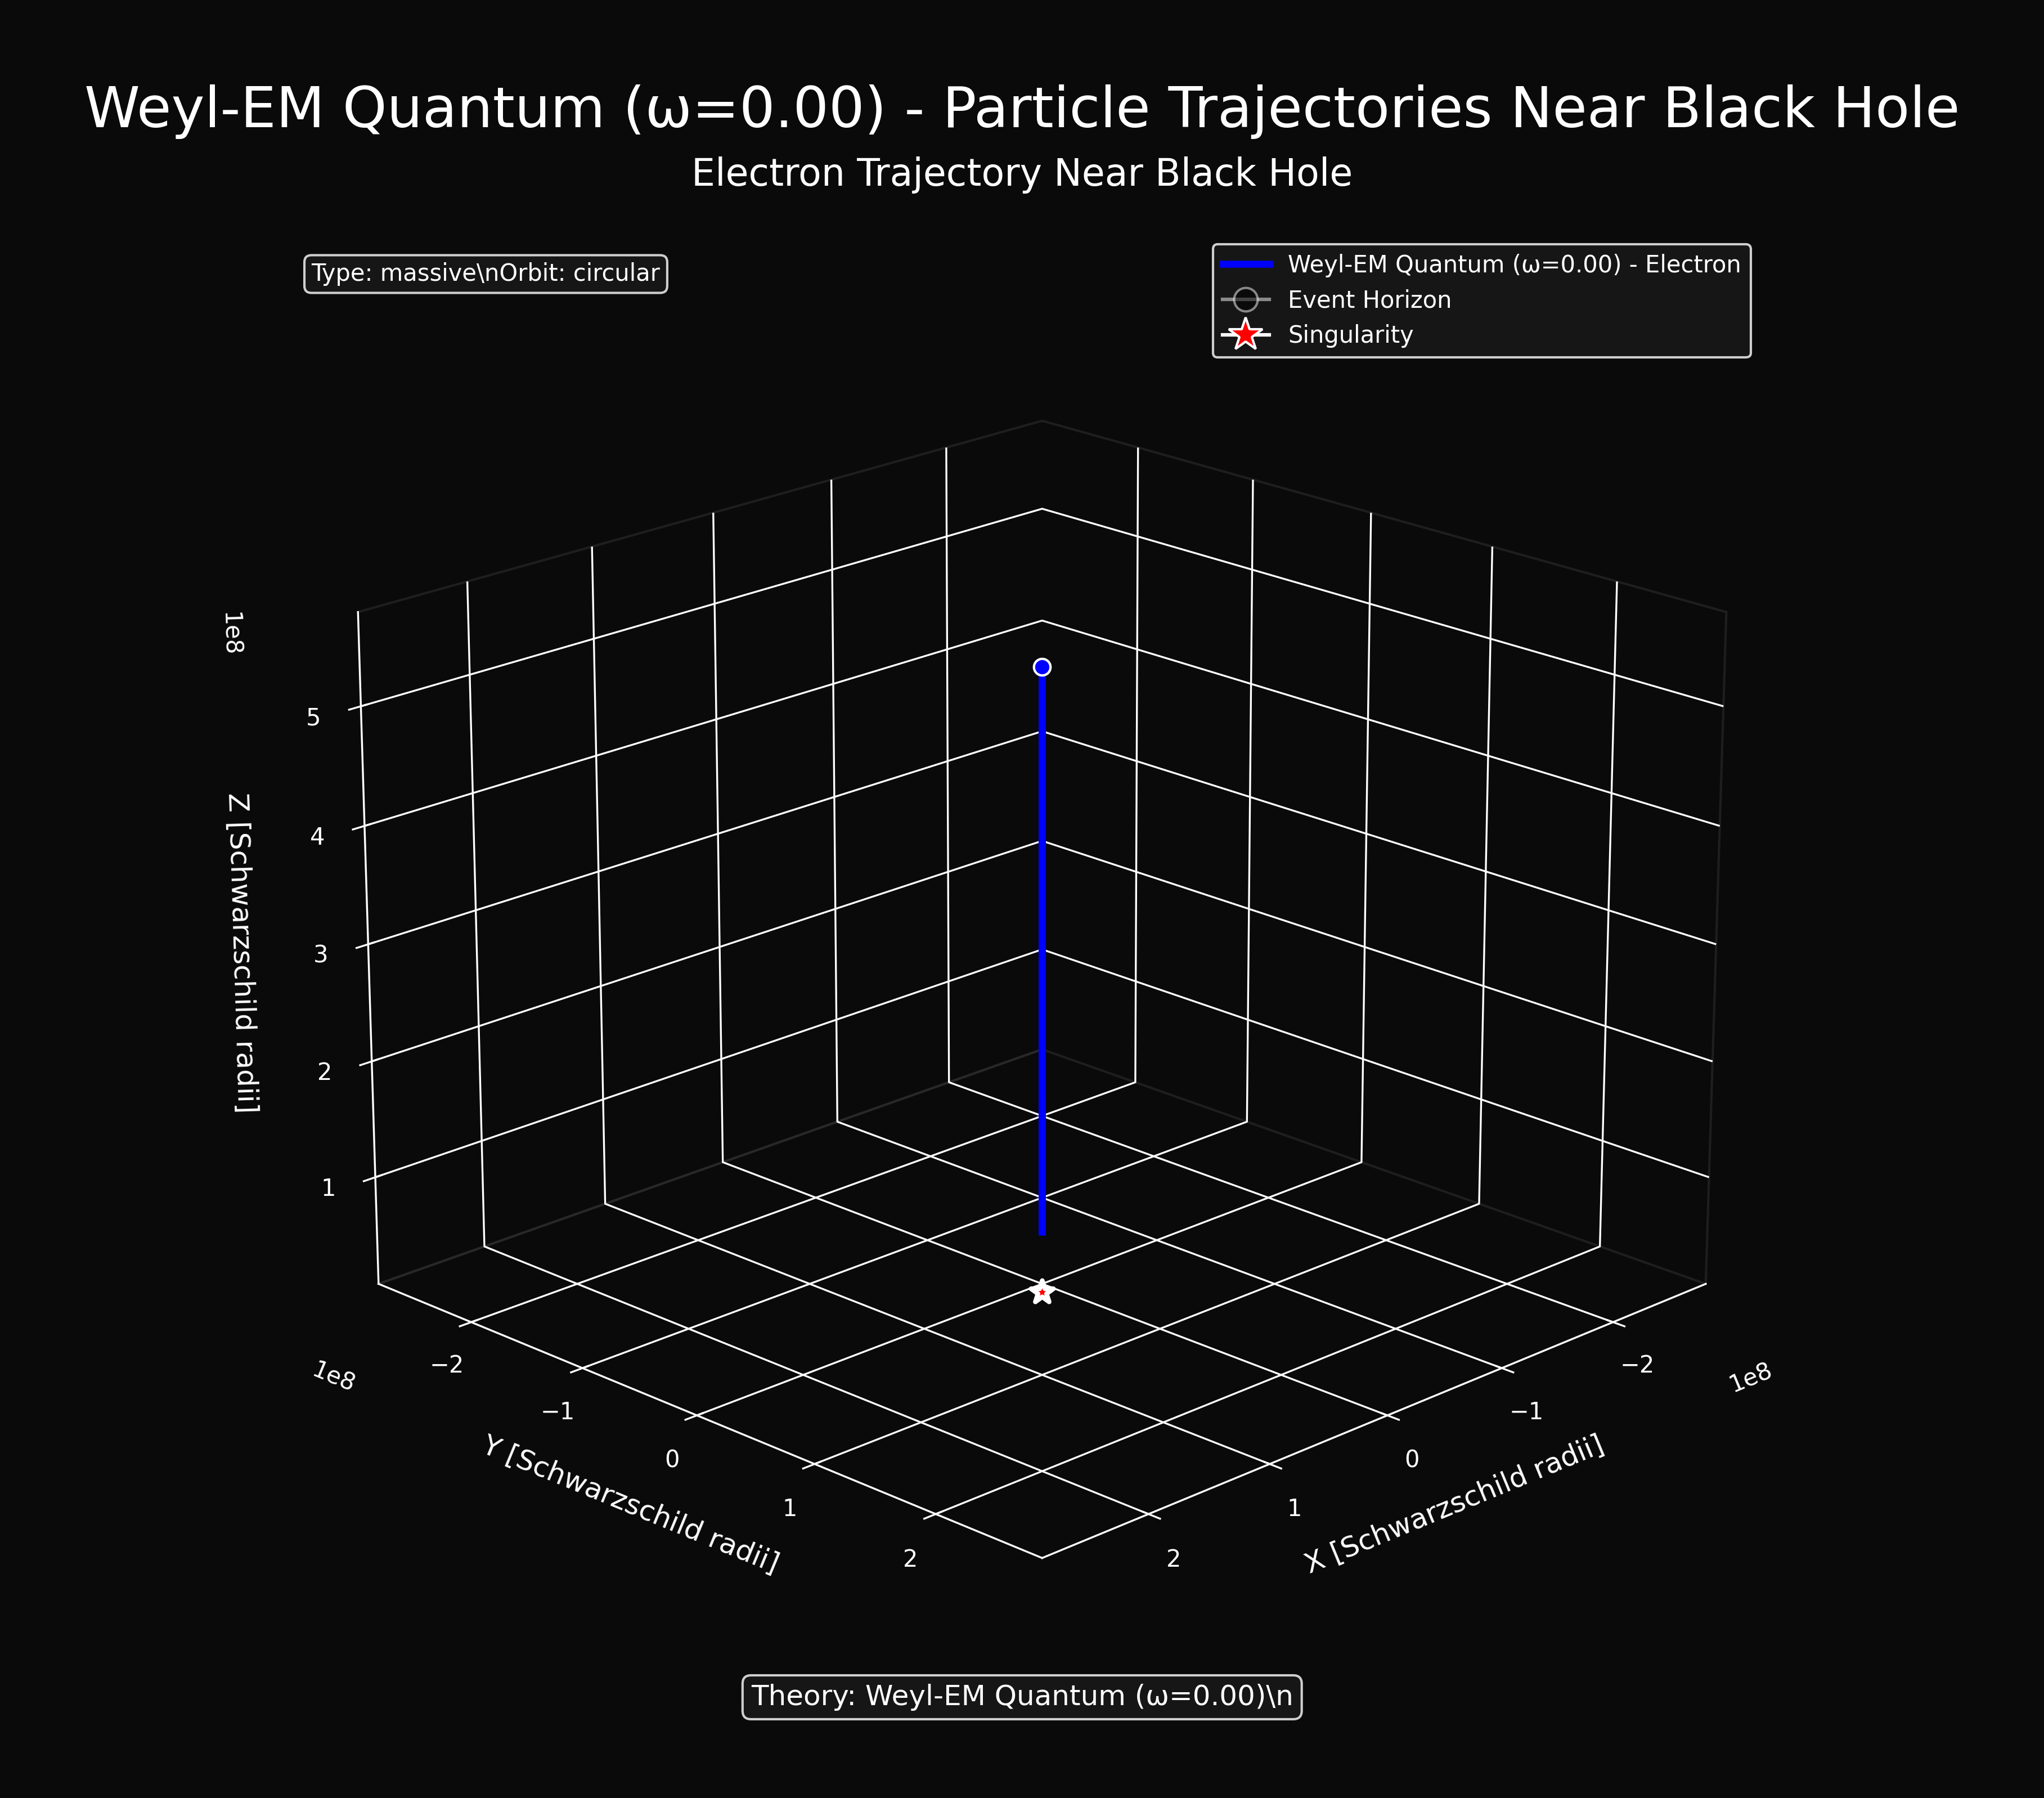 Weyl-EM Quantum (ω=0.00) - Particle Trajectories Near Black Hole
Electron Trajectory Near Black Hole
Type: massive\nOrbit: circular
Weyl-EM Quantum (ω=0.00) - Electron
Event Horizon
Singularity
1e8
5
4
3
2
1
Z [Schwarzschild radii]
1e8
−2
−1
0
1
2
Y [Schwarzschild radii]
2
1
0
−1
−2
1e8
X [Schwarzschild radii]
Theory: Weyl-EM Quantum (ω=0.00)\n